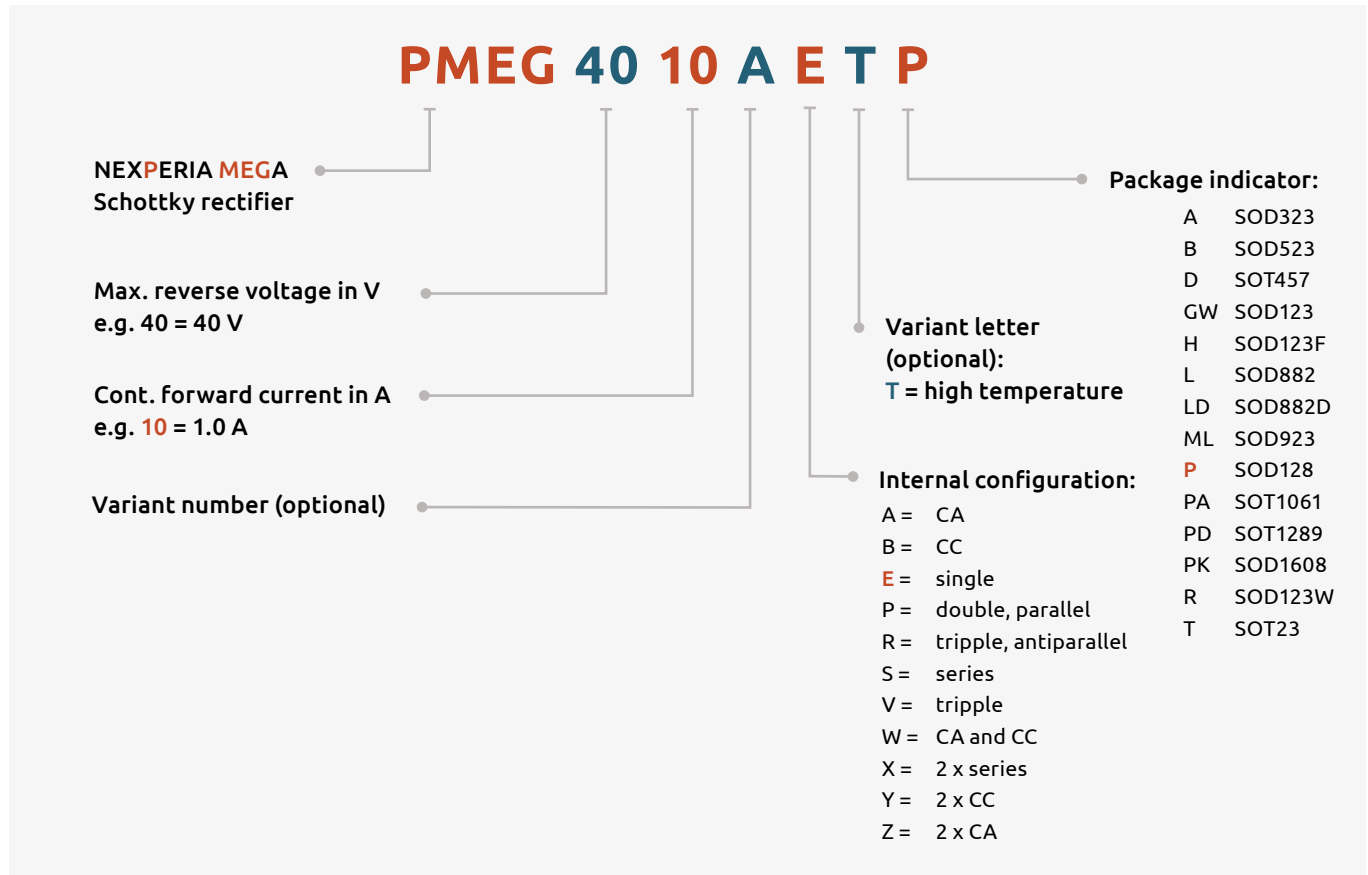 PMEG 40 10 A E T P
NEXPERIA MEGA
Schottky rectifier
Max. reverse voltage in V
e.g. 40 = 40 V
Cont. forward current in A
e.g. 10 = 1.0 A
Variant number (optional)
Internal configuration:
A = CA
B = CC
E = single
P = double, parallel
R = tripple, antiparallel
S = series
V = tripple
W = CA and CC
X = 2 x series
Y = 2 x CC
Z = 2 x CA
Variant letter
(optional):
T = high temperature
Package indicator:
A SOD323
B SOD523
D SOT457
GW SOD123
H SOD123F
L SOD882
LD SOD882D
ML SOD923
P SOD128
PA SOT1061
PD SOT1289
PK SOD1608
R SOD123W
T SOT23